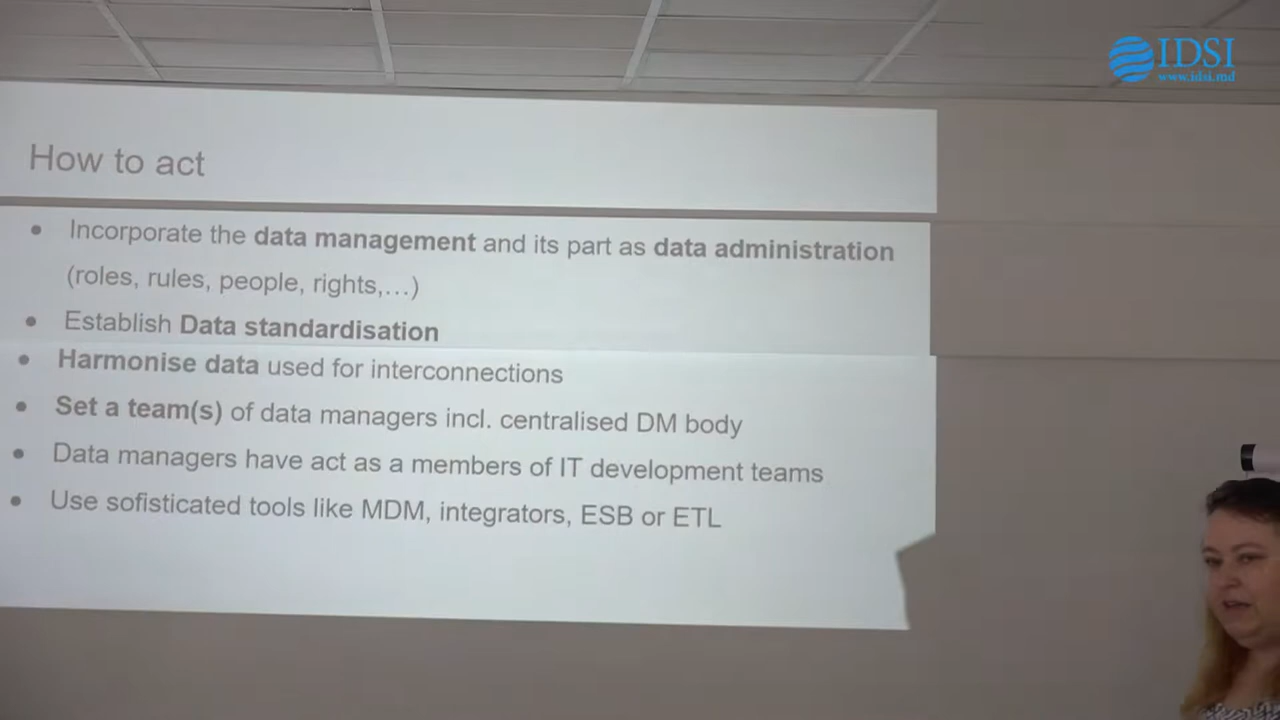 IDSI
www.idsi.md
How to act
• Incorporate the data management and its part as data administration
(roles, rules, people, rights,…)
• Establish Data standardisation
• Harmonise data used for interconnections
• Set a team(s) of data managers incl. centralised DM body
• Data managers have act as a members of IT development teams
• Use sofisticated tools like MDM, integrators, ESB or ETL